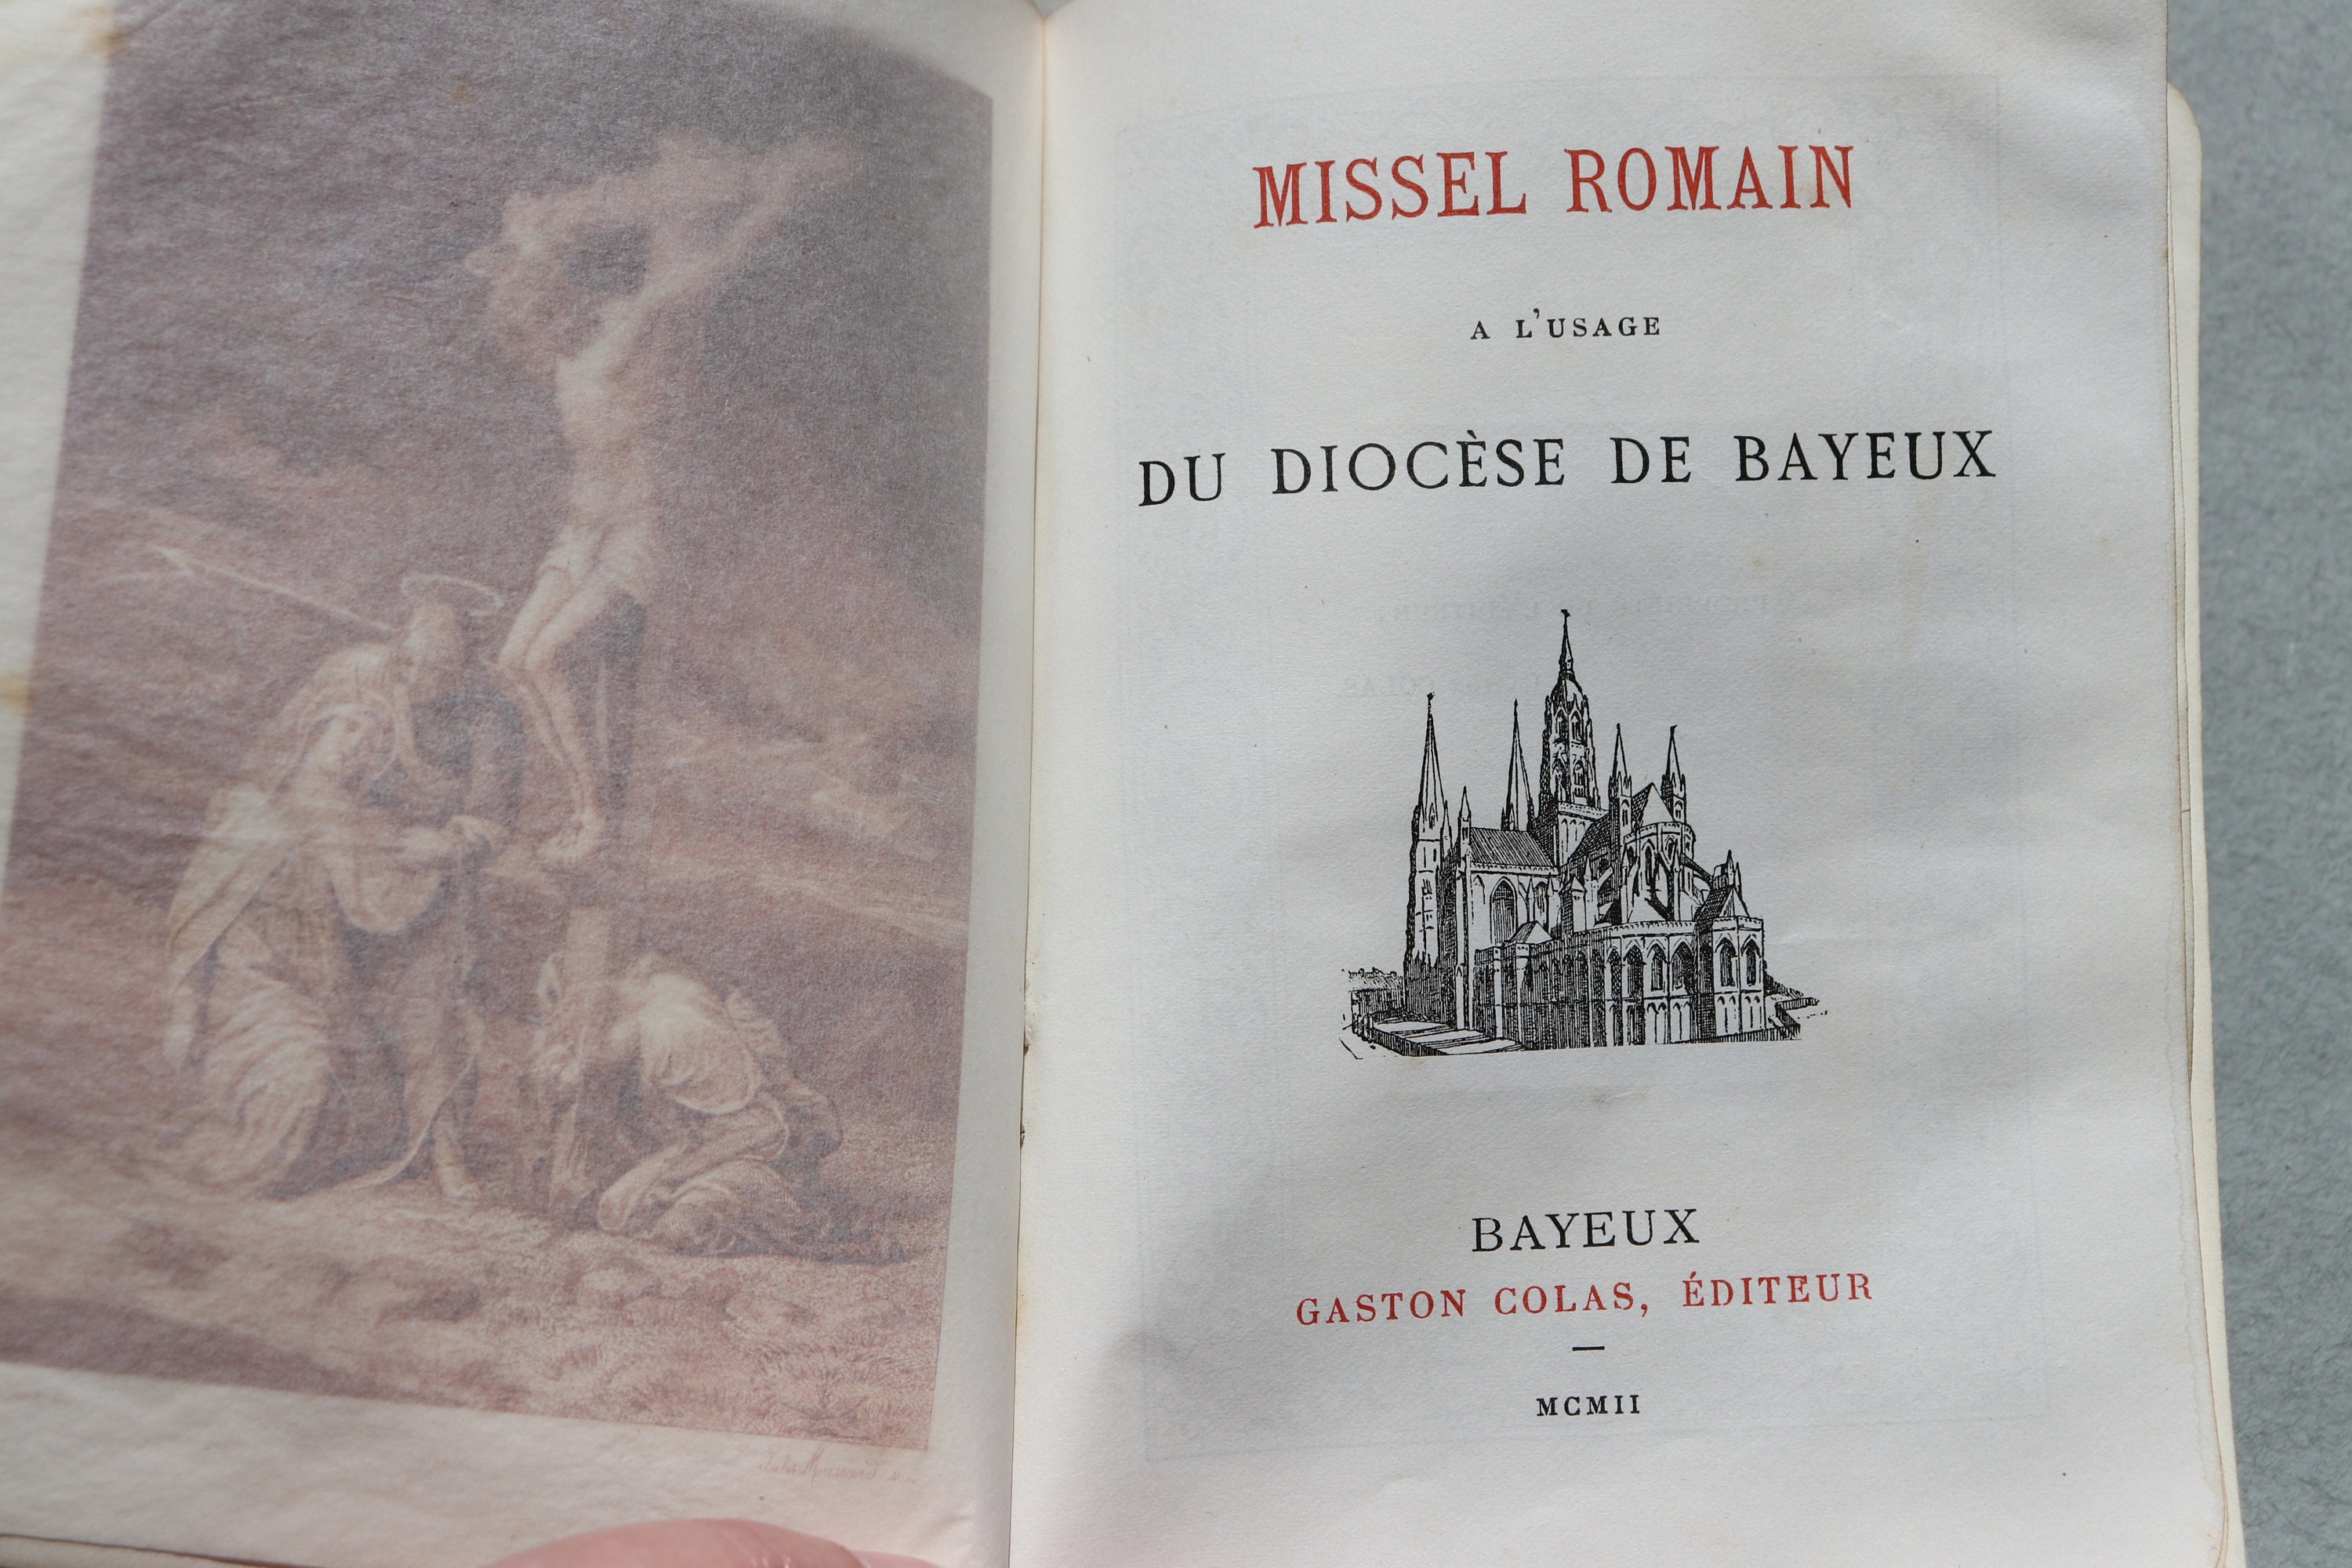 MISSEL ROMAIN
A L'USAGE
DU DIOCÈSE DE BAYEUX
BAYEUX
GASTON COLAS, ÉDITEUR
MCMII